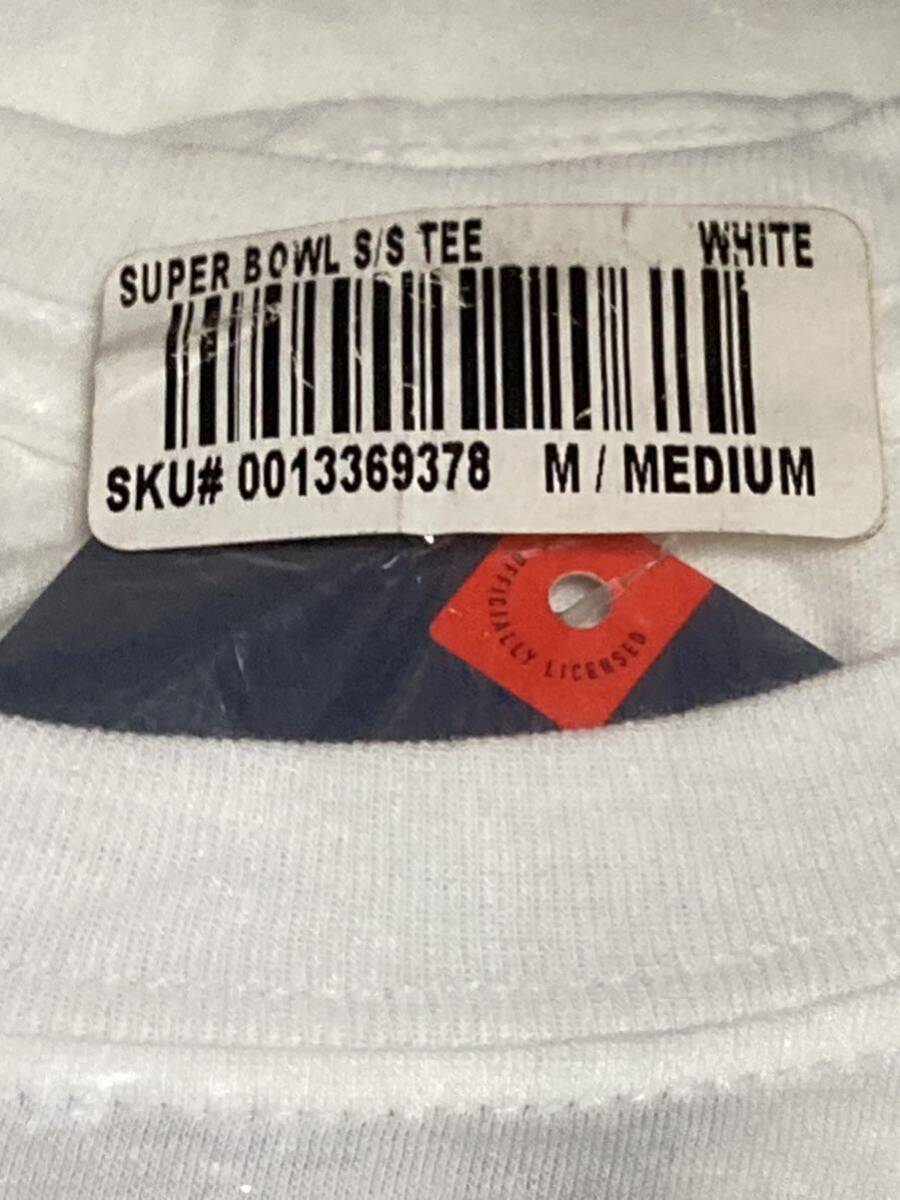 SUPER BOWL S/S TEE WHITE
SKU# 0013369378 M / MEDIUM
OFFICIALLY LICENSED